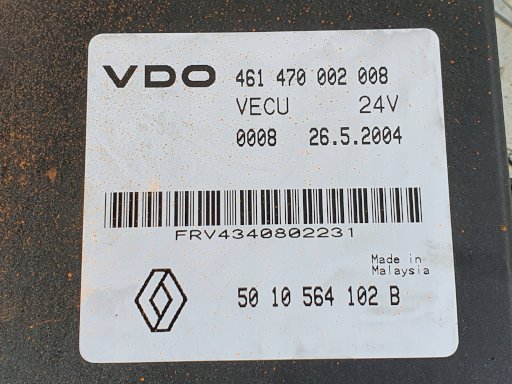 VDO 461 470 002 008
VECU 24V
0008 26.5.2004
FRV4340802231
Made in
Malaysia
50 10 564 102 B